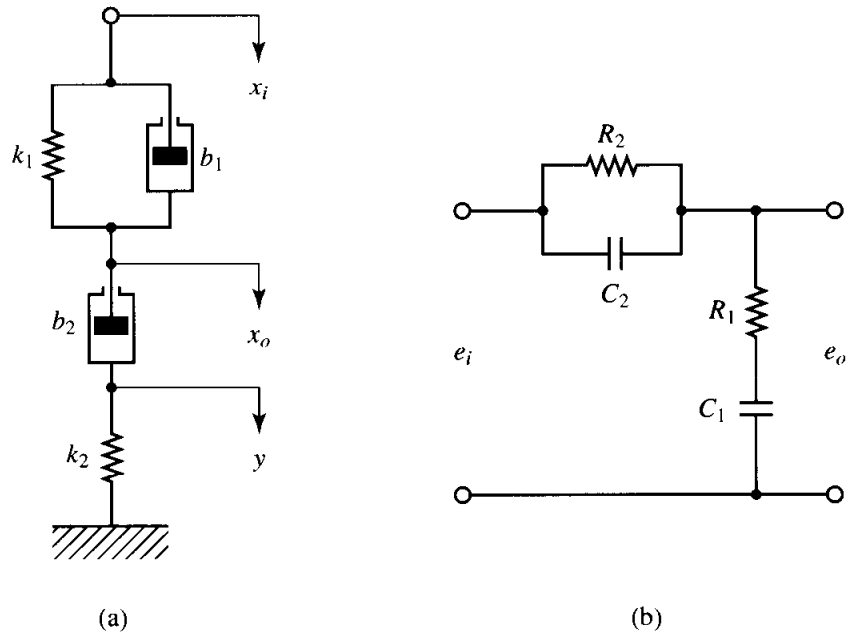 x_i
k_1
b_1
b_2
x_o
k_2
y
(a)
R_2
C_2
R_1
e_i
e_o
C_1
(b)